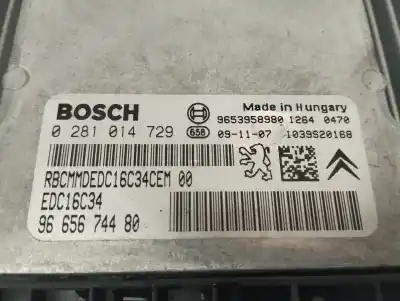 BOSCH
Made in Hungary
9653958980 1264 0470
0 281 014 729
658
09-11-07 1039S20168
RBCMMDEDC16C34CEM 00
EDC16C34
96 656 744 80